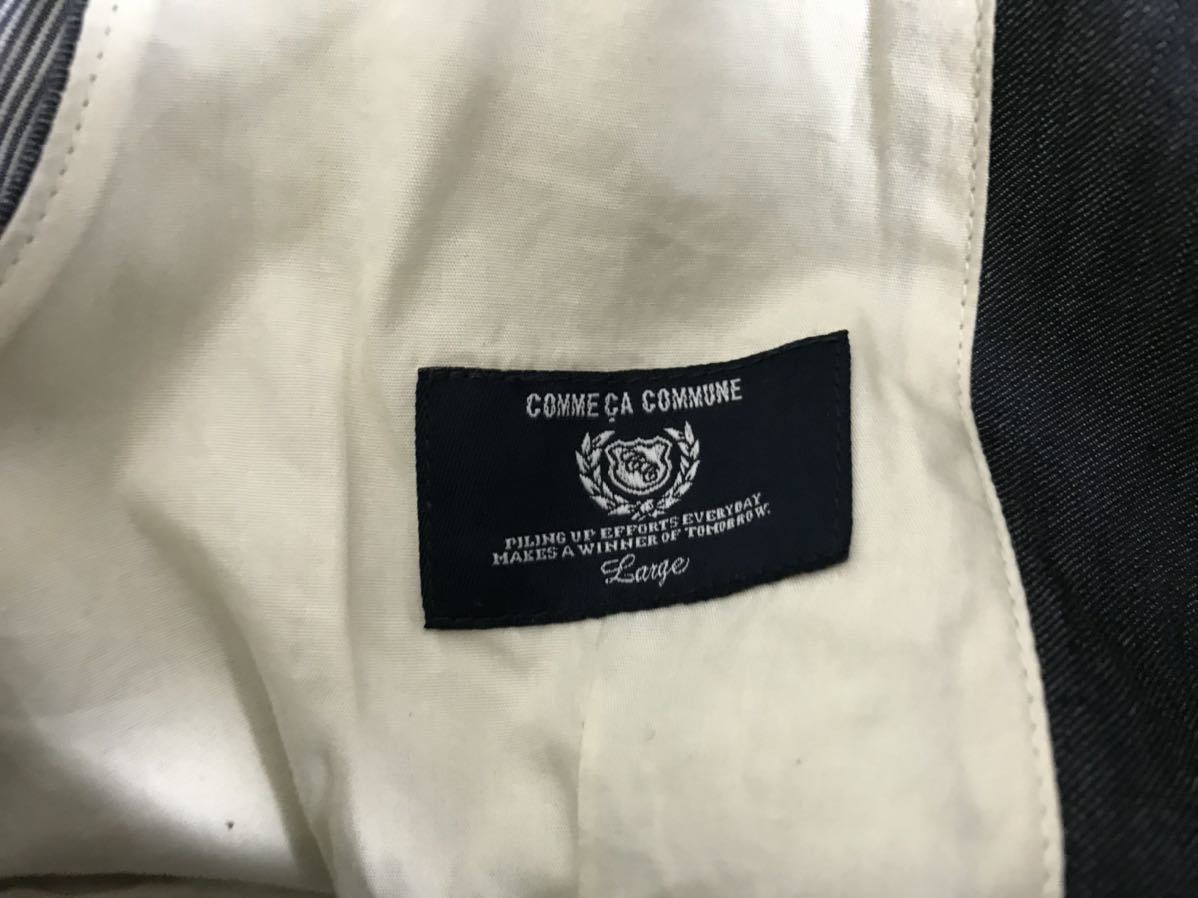 COMME ÇA COMMUNE
PILING UP EFFORTS EVERYDAY
MAKES A WINNER OF TOMORROW.
Large